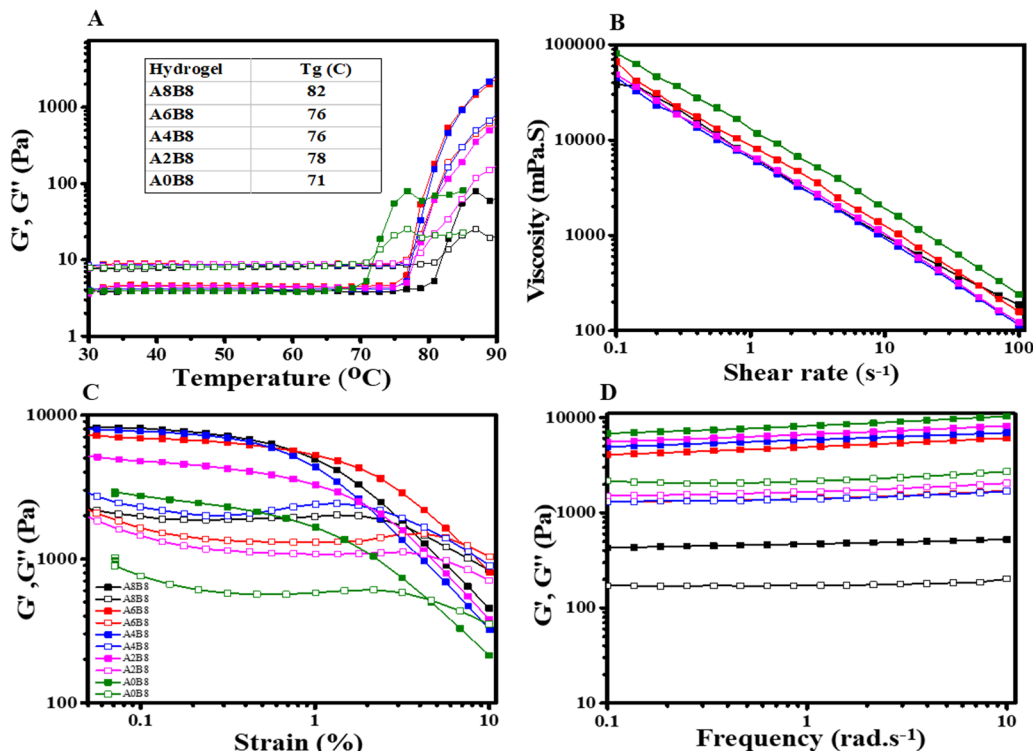 A
G', G'' (Pa)
1000
100
10
1
Hydrogel Tg (C)
A8B8 82
A6B8 76
A4B8 76
A2B8 78
A0B8 71
30 40 50 60 70 80 90
Temperature (⁰C)
B
Viscosity (mPa.S)
100000
10000
1000
100
0.1 1 10 100
Shear rate (s⁻¹)
C
G' ,G'' (Pa)
10000
1000
100
A8B8
A8B8
A6B8
A6B8
A4B8
A4B8
A2B8
A2B8
A0B8
A0B8
0.1 1 10
Strain (%)
D
G', G'' (Pa)
10000
1000
100
10
0.1 1 10
Frequency (rad.s⁻¹)